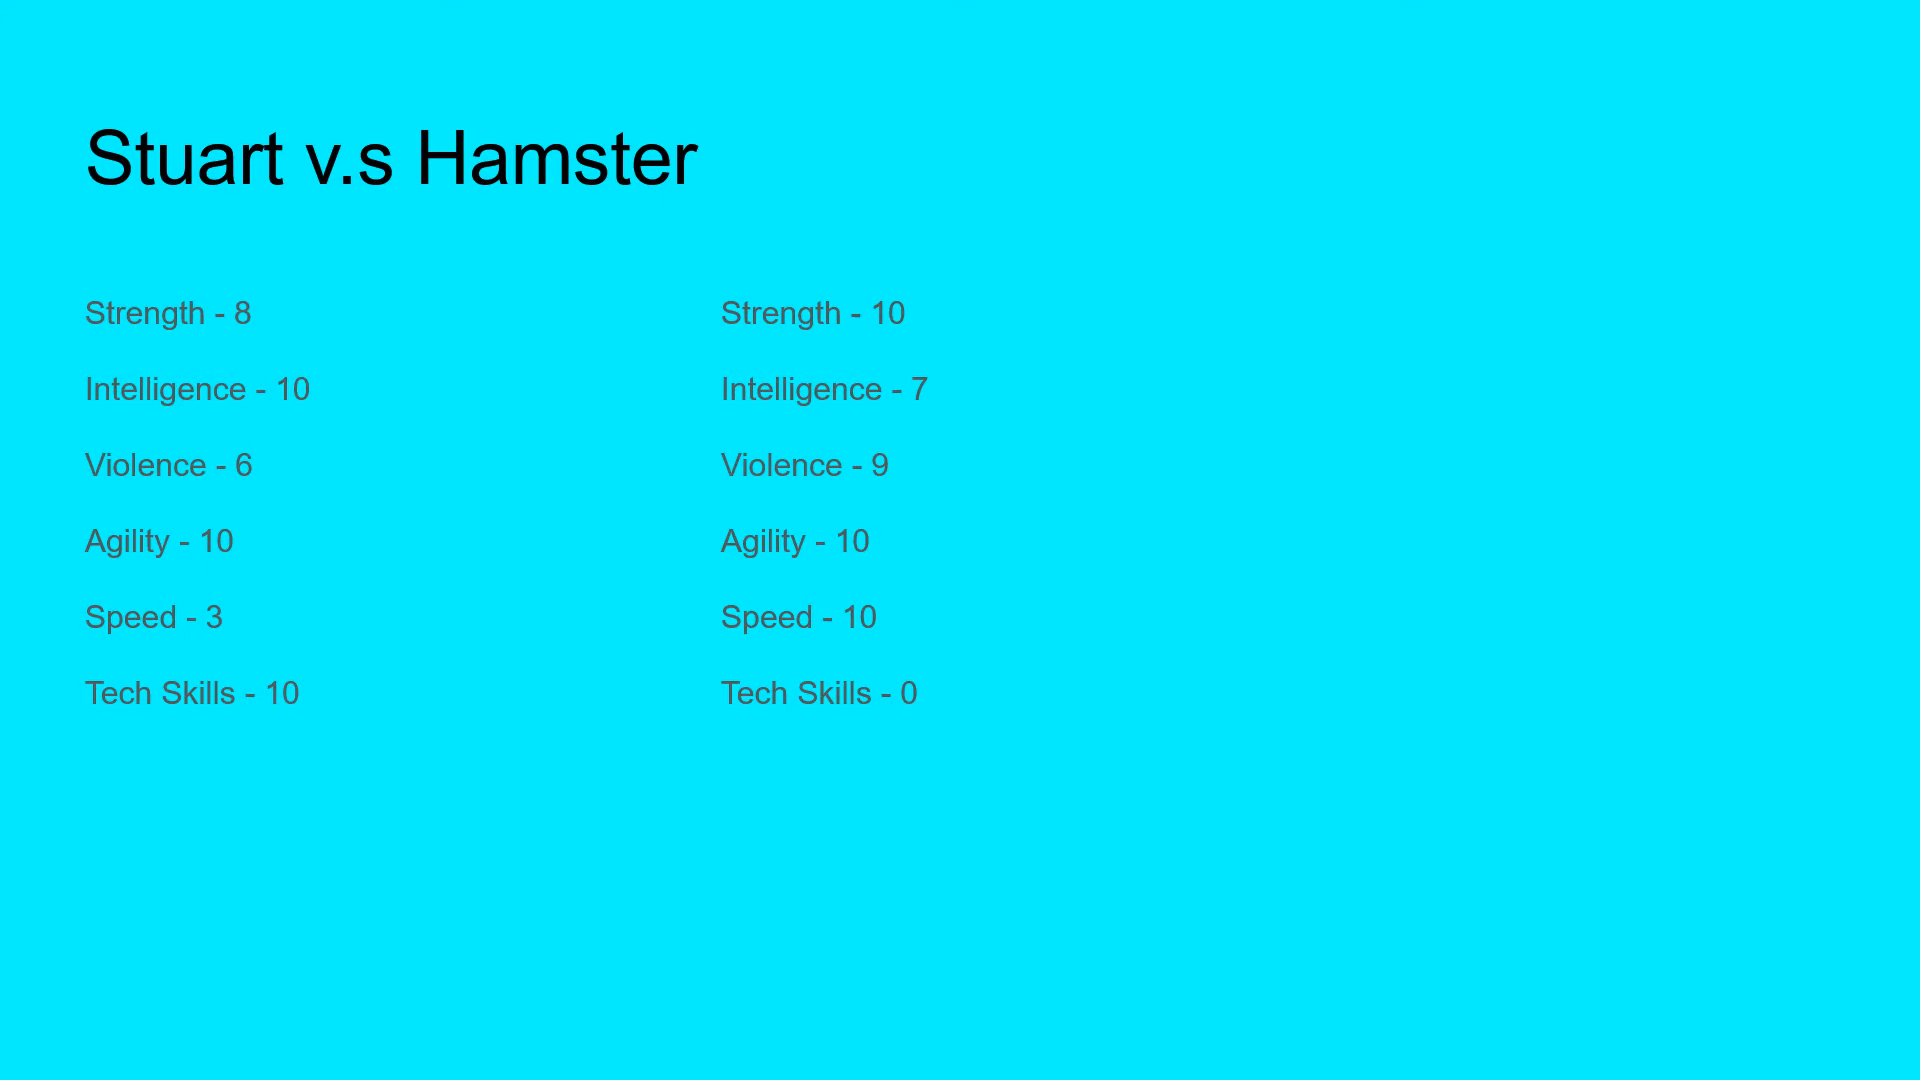 Stuart v.s Hamster
Strength - 8
Intelligence - 10
Violence - 6
Agility - 10
Speed - 3
Tech Skills - 10
Strength - 10
Intelligence - 7
Violence - 9
Agility - 10
Speed - 10
Tech Skills - 0